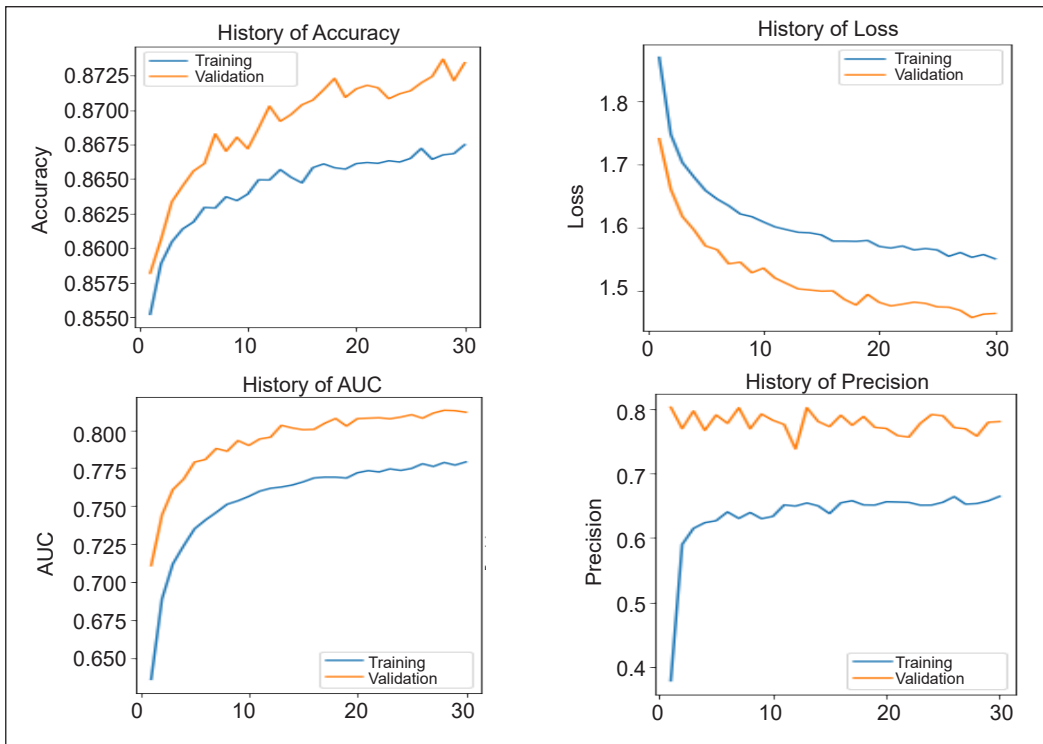 History of Accuracy
Training
Validation
0.8725
0.8700
0.8675
0.8650
0.8625
0.8600
0.8575
0.8550
Accuracy
0 10 20 30
History of Loss
Training
Validation
1.8
1.7
1.6
1.5
Loss
0 10 20 30
History of AUC
0.800
0.775
0.750
0.725
0.700
0.675
0.650
AUC
Training
Validation
0 10 20 30
History of Precision
0.8
0.7
0.6
0.5
0.4
Precision
Training
Validation
0 10 20 30